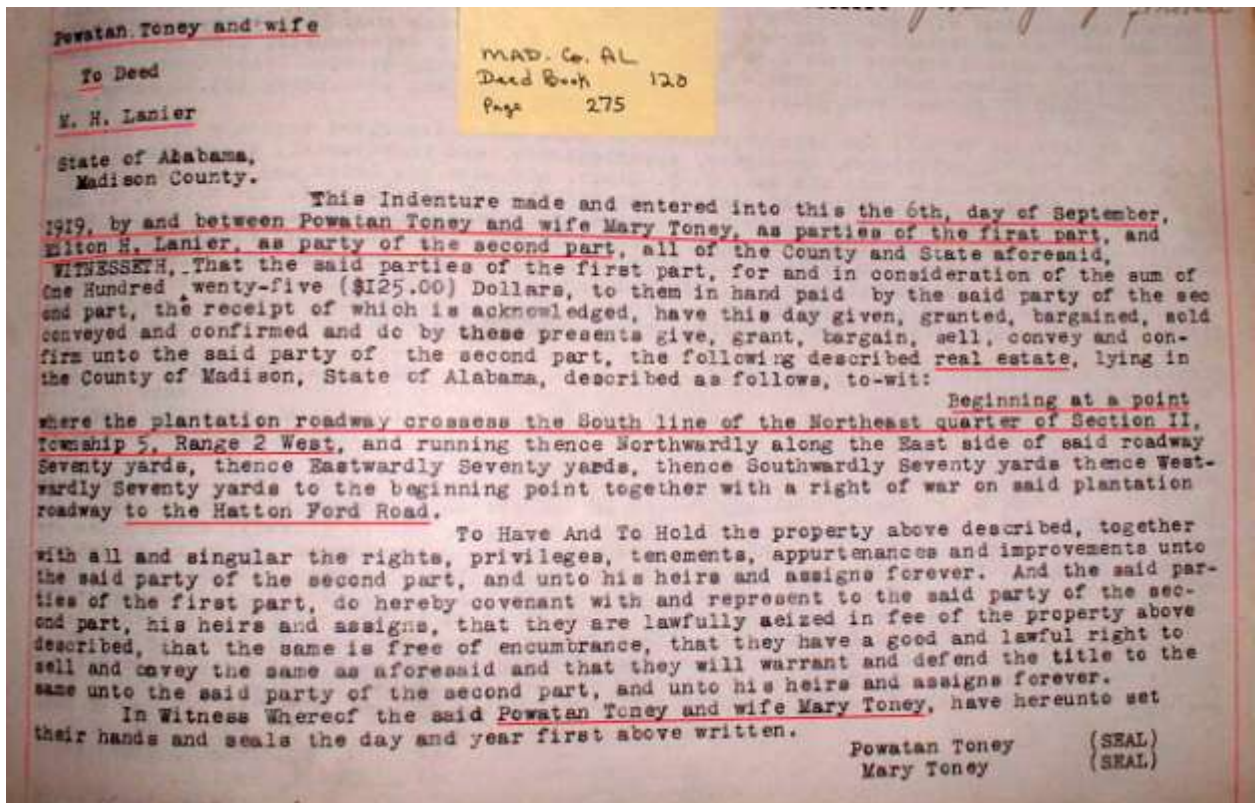 Powatan Toney and wife
To Deed
M. H. Lanier
MAD. Co. AL
Deed Book 120
Page 275
State of Ababama,
Madison County.
This Indenture made and entered into this the 6th, day of September,
1919, by and between Powatan Toney and wife Mary Toney, as parties of the first part, and
Milton H. Lanier, as party of the second part, all of the County and State aforesaid,
WITNESSETH, That the said parties of the first part, for and in consideration of the sum of
One Hundred wenty-five ($I25.00) Dollars, to them in hand paid by the said party of the sec
ond part, the receipt of which is acknowledged, have this day given, granted, bargained, sold
conveyed and confirmed and do by these presents give, grant, bargain, sell, convey and con-
firm unto the said party of the second part, the following described real estate, lying in
the County of Madison, State of Alabama, described as follows, to-wit:
Beginning at a point
where the plantation roadway crossess the South line of the Northeast quarter of Section II,
Township 5, Range 2 West, and running thence Northwardly along the East side of said roadway
Seventy yards, thence Eastwardly Seventy yards, thence Southwardly Seventy yards thence West-
wardly Seventy yards to the beginning point together with a right of war on said plantation
roadway to the Hatton Ford Road.
To Have And To Hold the property above described, together
with all and singular the rights, privileges, tenements, appurtenances and improvements unto
the said party of the second part, and unto his heirs and assigns forever. And the said par-
ties of the first part, do hereby covenant with and represent to the said party of the sec-
ond part, his heirs and assigns, that they are lawfully seized in fee of the property above
described, that the same is free of encumbrance, that they have a good and lawful right to
sell and cnvey the same as aforesaid and that they will warrant and defend the title to the
same unto the said party of the second part, and unto his heirs and assigns forever.
In Witness Whereof the said Powatan Toney and wife Mary Toney, have hereunto set
their hands and seals the day and year first above written.
Powatan Toney (SEAL)
Mary Toney (SEAL)